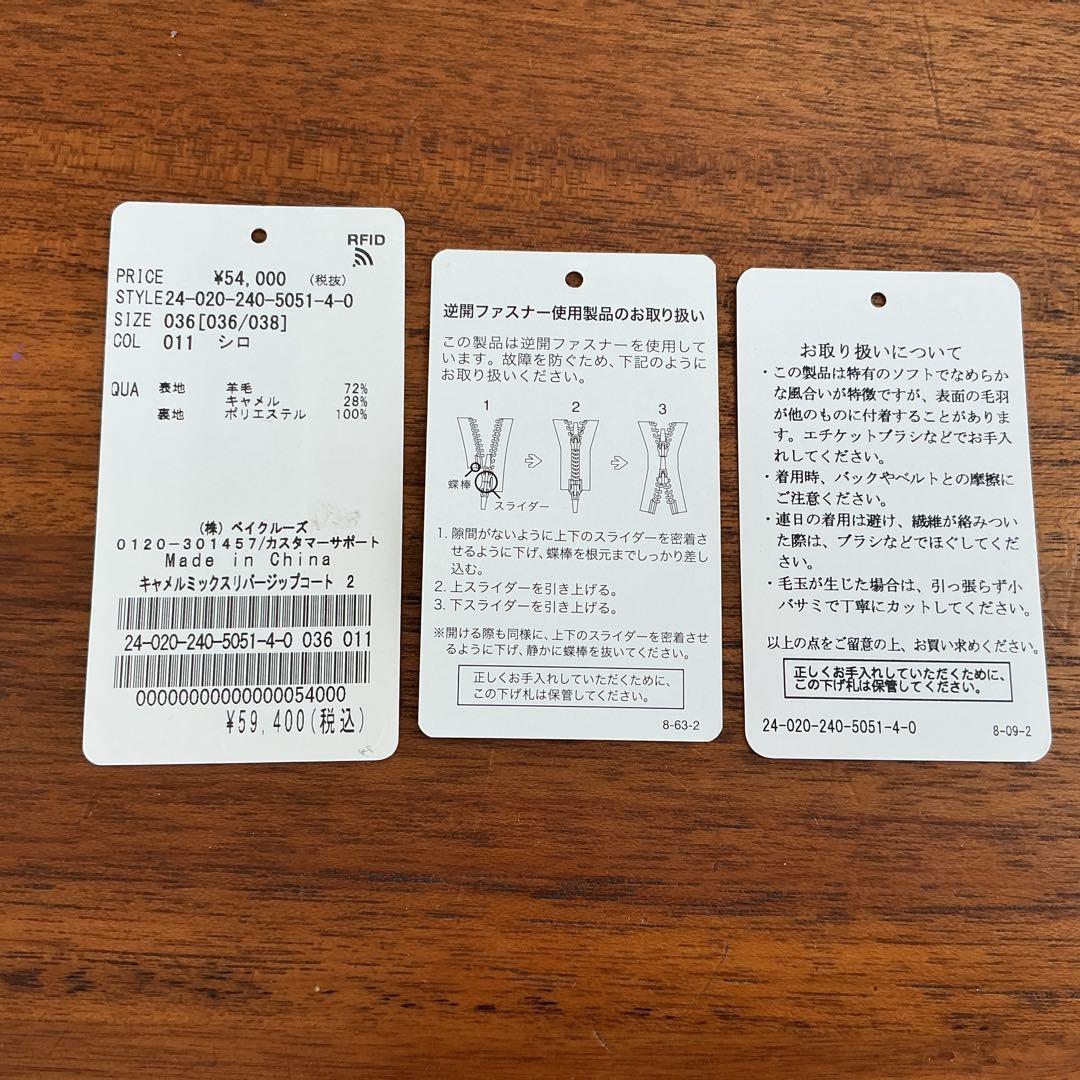 RFID
PRICE ¥54,000 (税抜)
STYLE24-020-240-5051-4-0
SIZE 036[036/038]
COL 011 シロ
QUA 表地 羊毛 72%
キャメル 28%
裏地 ポリエステル 100%
(株) ベイクルーズ
0120-301457/カスタマーサポート
Made in China
キャメルミックスリバージップコート 2
24-020-240-5051-4-0 036 011
00000000000000054000
¥59,400(税込)
逆開ファスナー使用製品のお取り扱い
この製品は逆開ファスナーを使用して
います。故障を防ぐため、下記のように
お取り扱いください。
1 2 3
蝶棒
スライダー
1. 隙間がないように上下のスライダーを密着さ
せるように下げ、蝶棒を根元までしっかり差し
込む。
2. 上スライダーを引き上げる。
3. 下スライダーを引き上げる。
※開ける際も同様に、上下のスライダーを密着させ
るように下げ、静かに蝶棒を抜いてください。
正しくお手入れしていただくために、
この下げ札は保管してください。
8-63-2
お取り扱いについて
・この製品は特有のソフトでなめらか
な風合いが特徴ですが、表面の毛羽
が他のものに付着することがありま
す。エチケットブラシなどでお手入
れしてください。
・着用時、バックやベルトとの摩擦に
ご注意ください。
・連日の着用は避け、繊維が絡みつい
た際は、ブラシなどでほぐしてくだ
さい。
・毛玉が生じた場合は、引っ張らず小
バサミで丁寧にカットしてください。
以上の点をご留意の上、お買い求めください。
正しくお手入れしていただくために、
この下げ札は保管してください。
24-020-240-5051-4-0 8-09-2